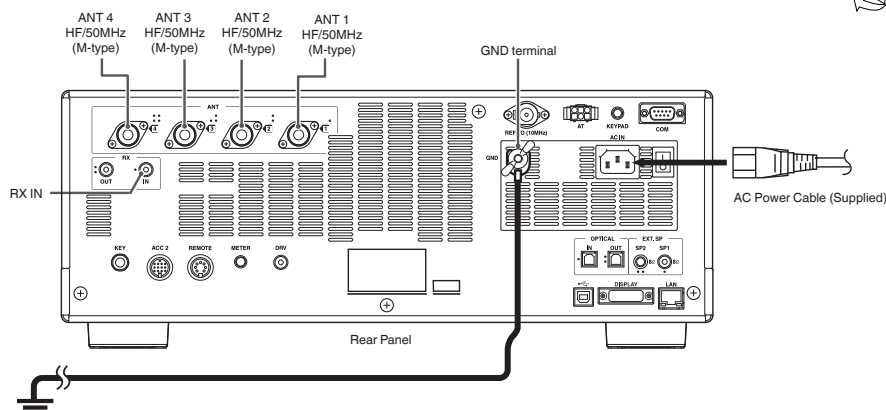 ANT 4
HF/50MHz
(M-type)
ANT 3
HF/50MHz
(M-type)
ANT 2
HF/50MHz
(M-type)
ANT 1
HF/50MHz
(M-type)
GND terminal
ANT
4
3
2
1
REF I/O (10MHz)
AT
KEYPAD
COM
AC IN
GND
RX
OUT
IN
RX IN
AC Power Cable (Supplied)
KEY
ACC 2
REMOTE
METER
DRV
OPTICAL
IN
OUT
EXT. SP
SP2
SP1
8Ω
8Ω
DISPLAY
LAN
Rear Panel